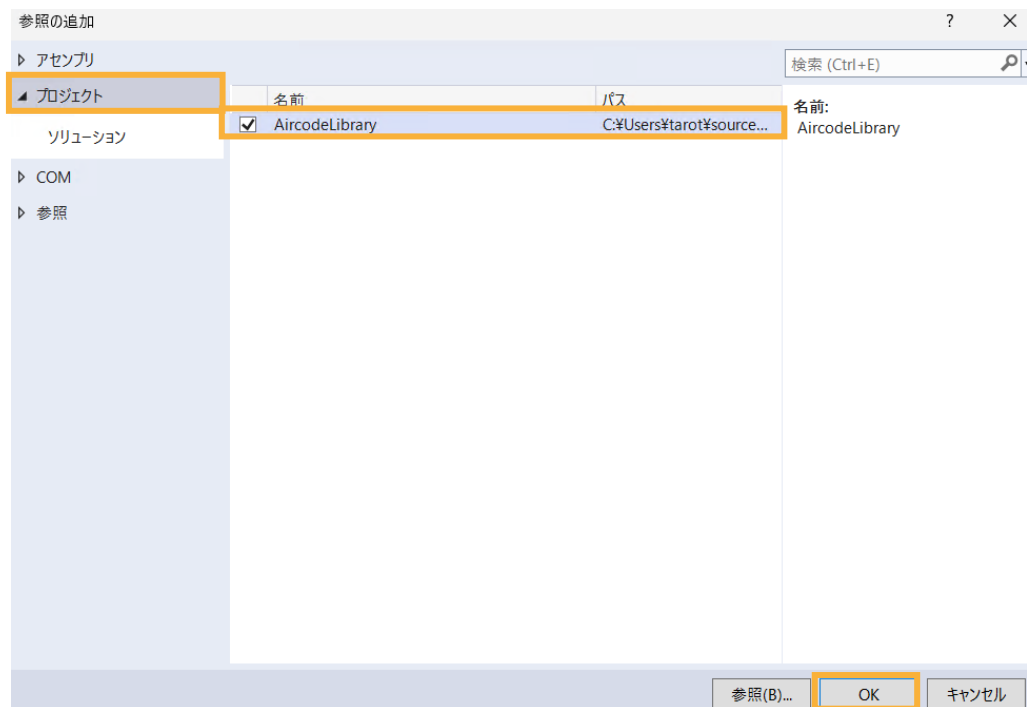 参照の追加
?
アセンブリ
検索 (Ctrl+E)
プロジェクト
名前
パス
名前:
AircodeLibrary
C:¥Users¥tarot¥source...
AircodeLibrary
ソリューション
COM
参照
参照(B)...
OK
キャンセル